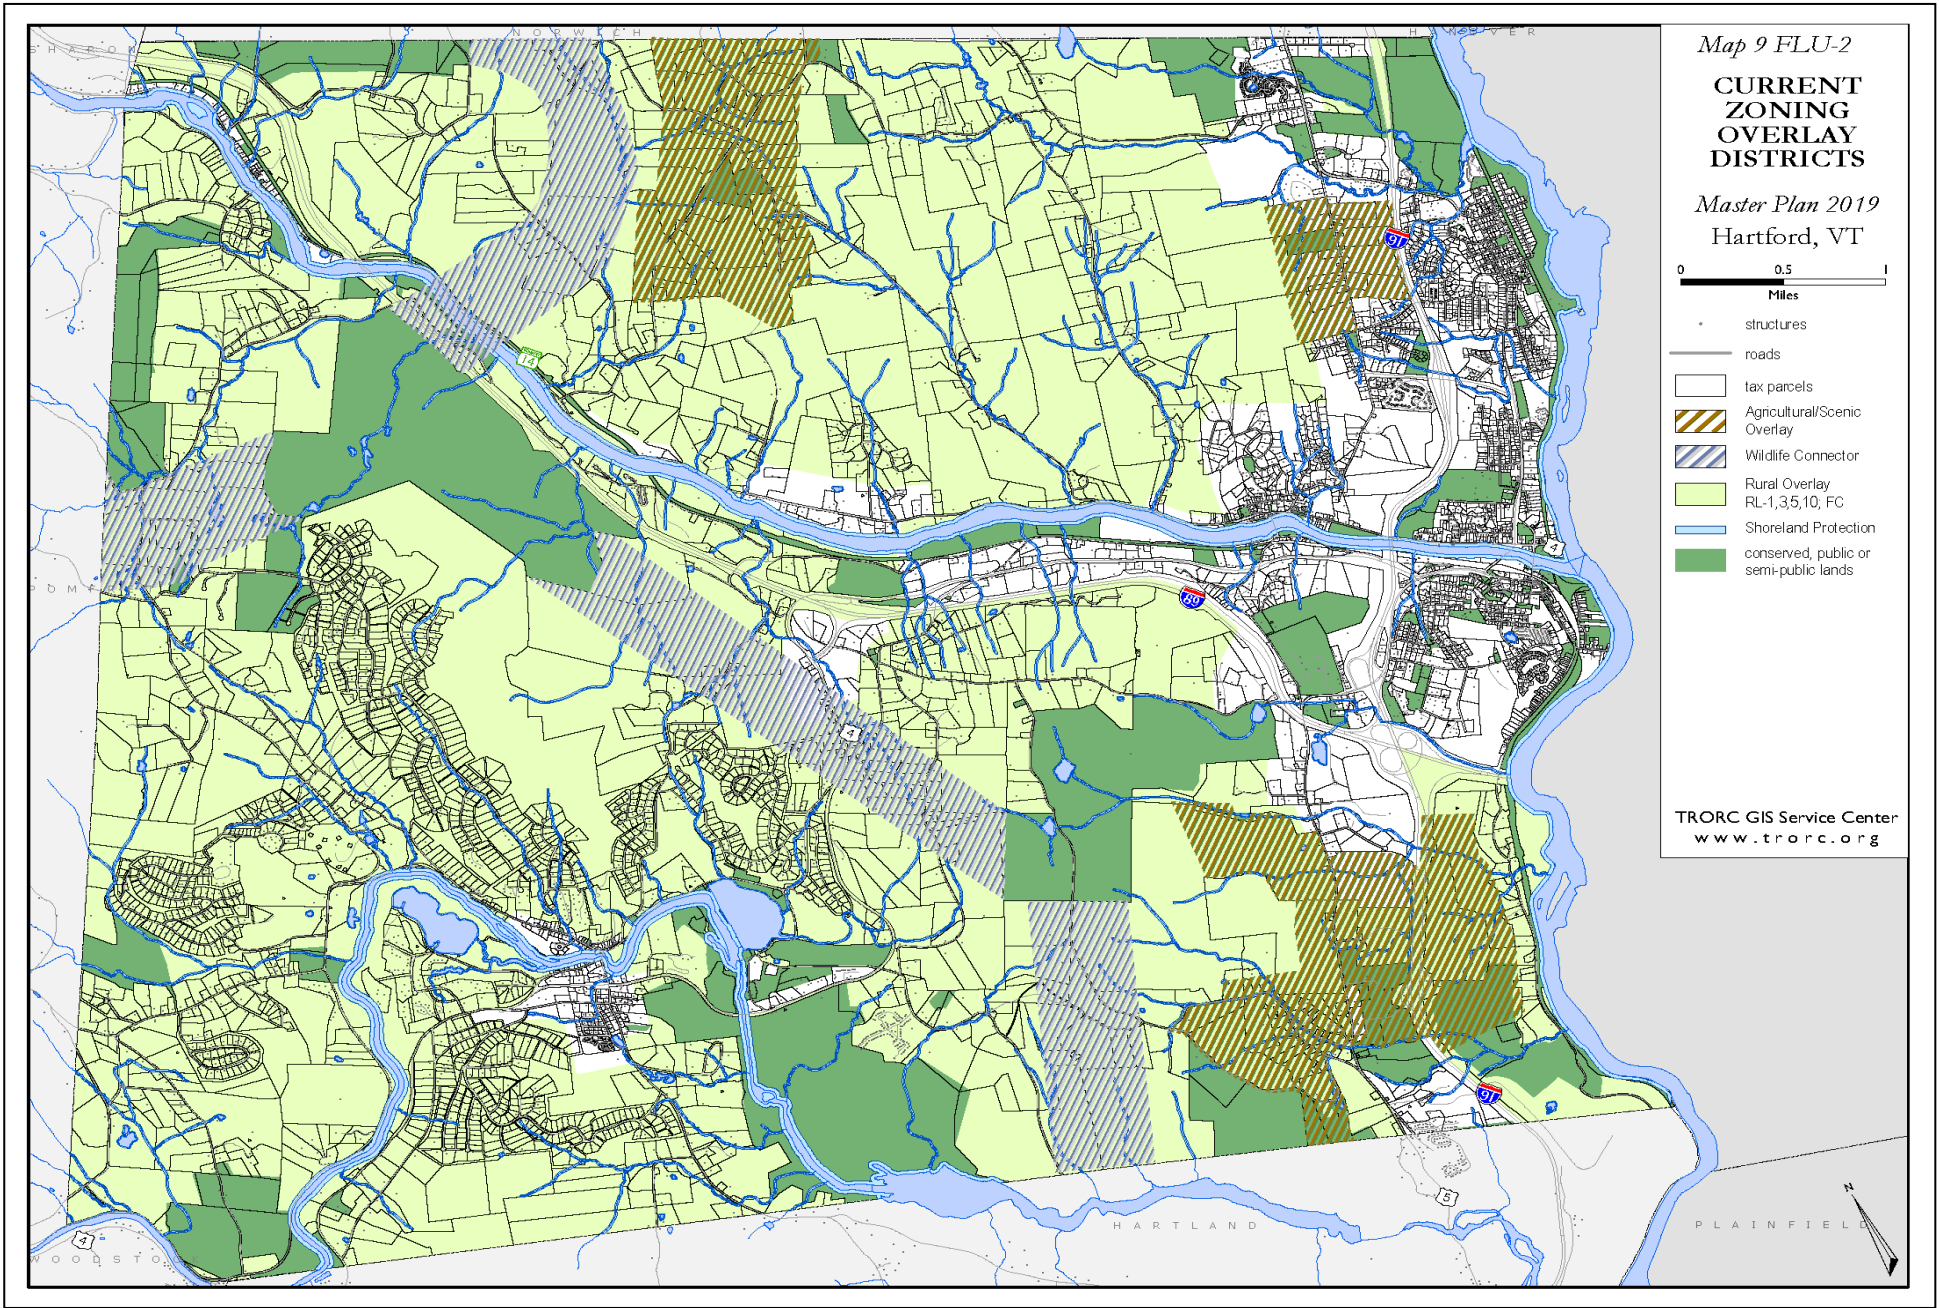 SHARON
NORWICH
HANOVER
Map 9 FLU-2
CURRENT
ZONING
OVERLAY
DISTRICTS
Master Plan 2019
Hartford, VT
0 0.5 1
Miles
structures
roads
tax parcels
Agricultural/Scenic
Overlay
Wildlife Connector
Rural Overlay
RL-1,3,5,10; FC
Shoreland Protection
conserved, public or
semi-public lands
TRORC GIS Service Center
www.trorc.org
91
14
4
89
4
91
5
4
N
HARTLAND
PLAINFIELD